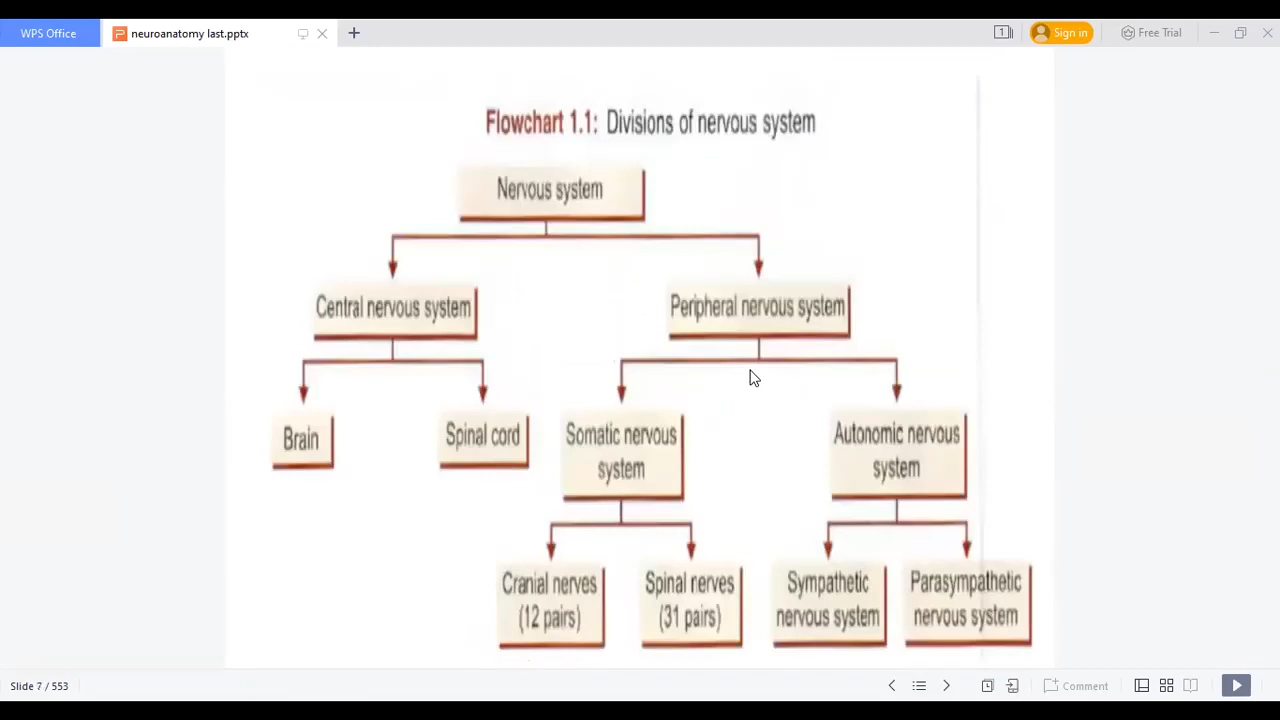 WPS Office
neuroanatomy last.pptx
1
Sign in
Free Trial
Flowchart 1.1: Divisions of nervous system
Nervous system
Central nervous system
Peripheral nervous system
Brain
Spinal cord
Somatic nervous
system
Autonomic nervous
system
Cranial nerves
(12 pairs)
Spinal nerves
(31 pairs)
Sympathetic
nervous system
Parasympathetic
nervous system
Slide 7 / 553
Comment